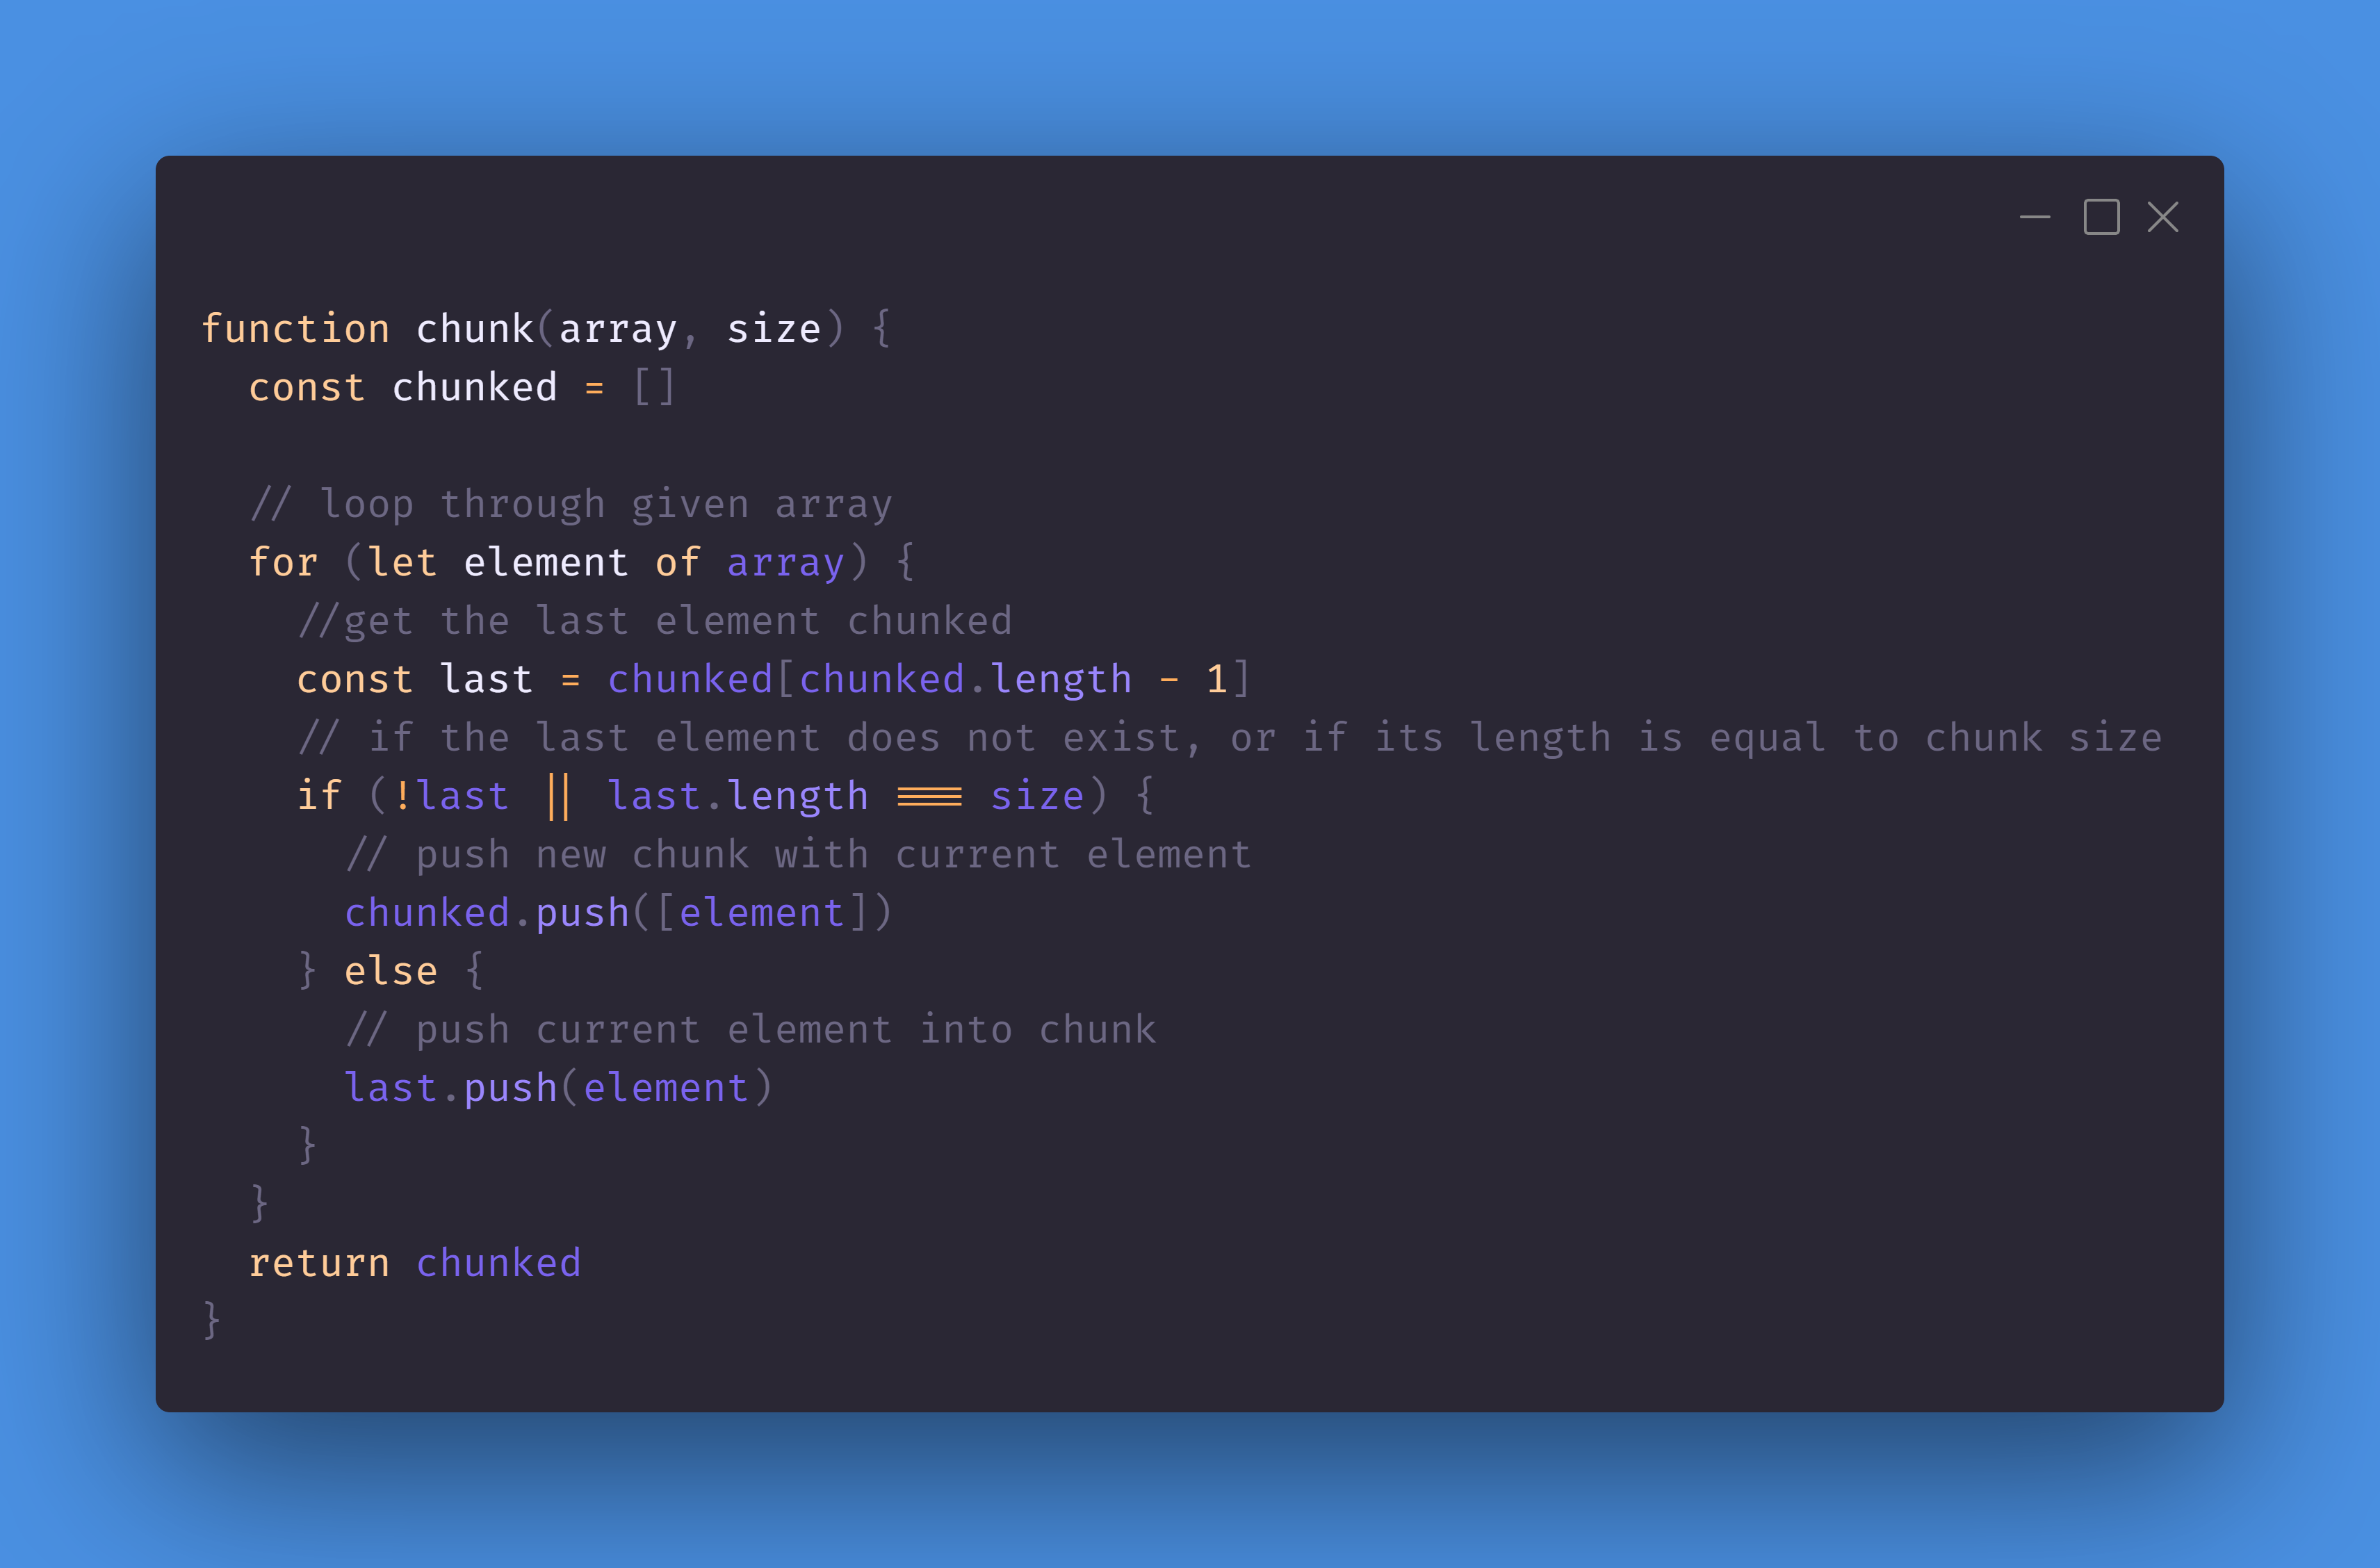 function chunk(array, size) {
  const chunked = []

  // loop through given array
  for (let element of array) {
    //get the last element chunked
    const last = chunked[chunked.length - 1]
    // if the last element does not exist, or if its length is equal to chunk size
    if (!last || last.length === size) {
      // push new chunk with current element
      chunked.push([element])
    } else {
      // push current element into chunk
      last.push(element)
    }
  }
  return chunked
}